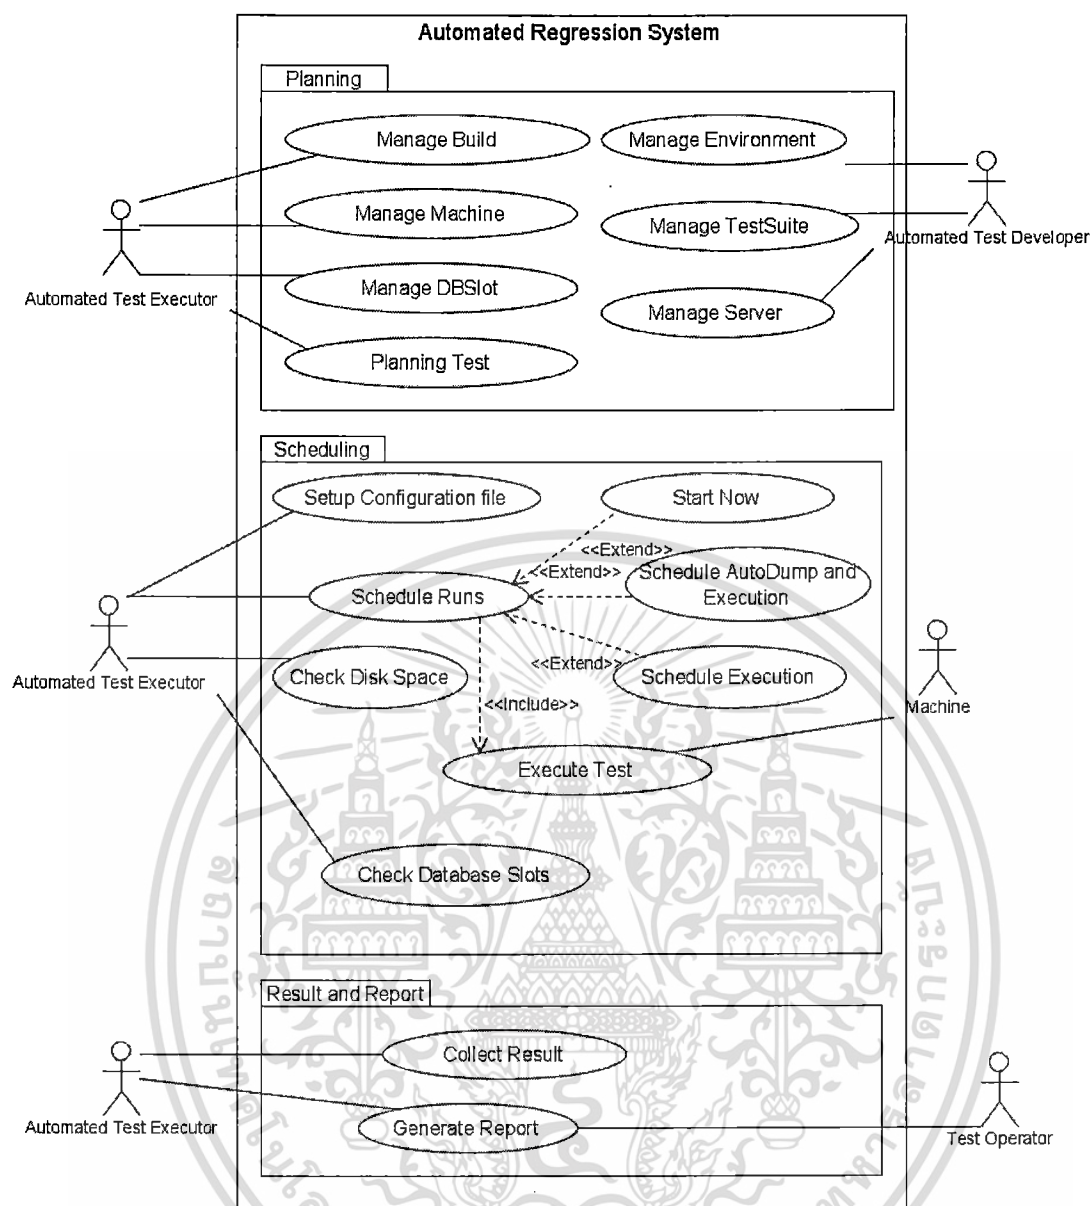 Automated Regression System
Planning
Manage Build
Manage Environment
Manage Machine
Manage TestSuite
Automated Test Developer
Manage DBSlot
Automated Test Executor
Manage Server
Planning Test
Scheduling
Setup Configuration file
Start Now
<<Extend>>
<<Extend>>
Schedule AutoDump and
Execution
Schedule Runs
<<Extend>>
Schedule Execution
Check Disk Space
Automated Test Executor
<<Include>>
Machine
Execute Test
Check Database Slots
Result and Report
Collect Result
Generate Report
Automated Test Executor
Test Operator